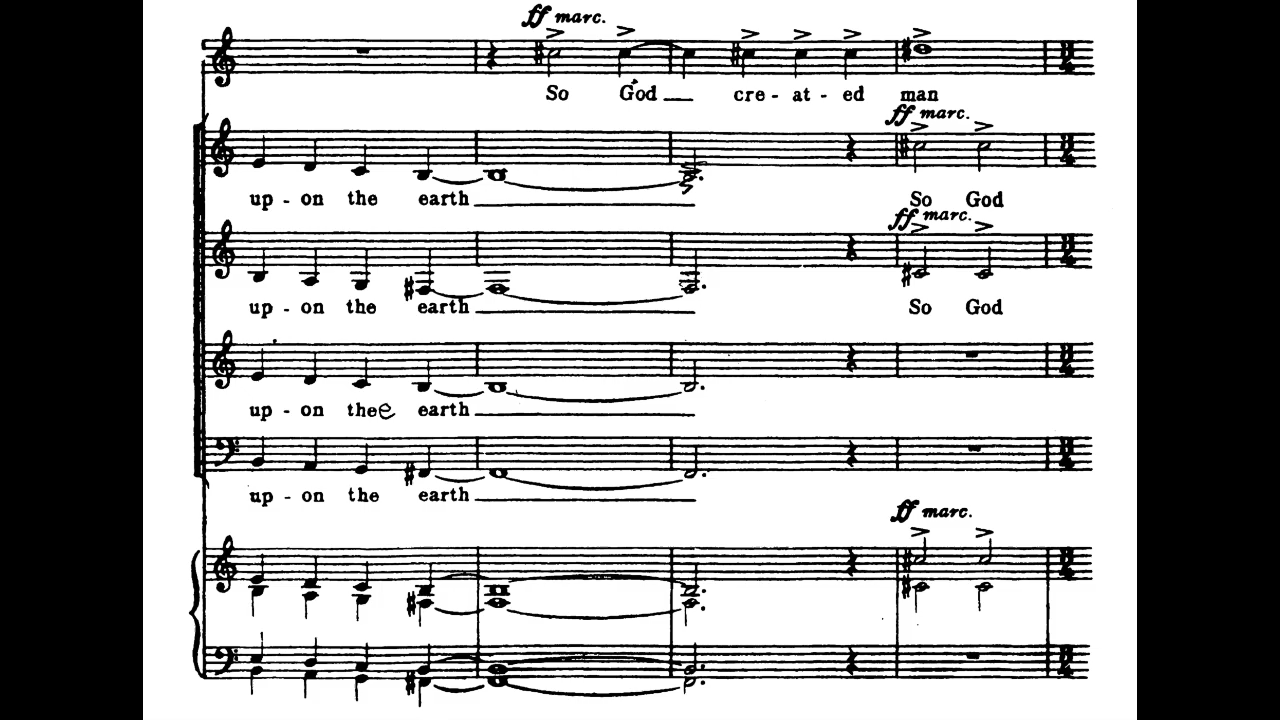 ff marc.
So God cre - at - ed man
ff marc.
up - on the earth So God
ff marc.
up - on the earth So God
up - on thee earth
up - on the earth
ff marc.